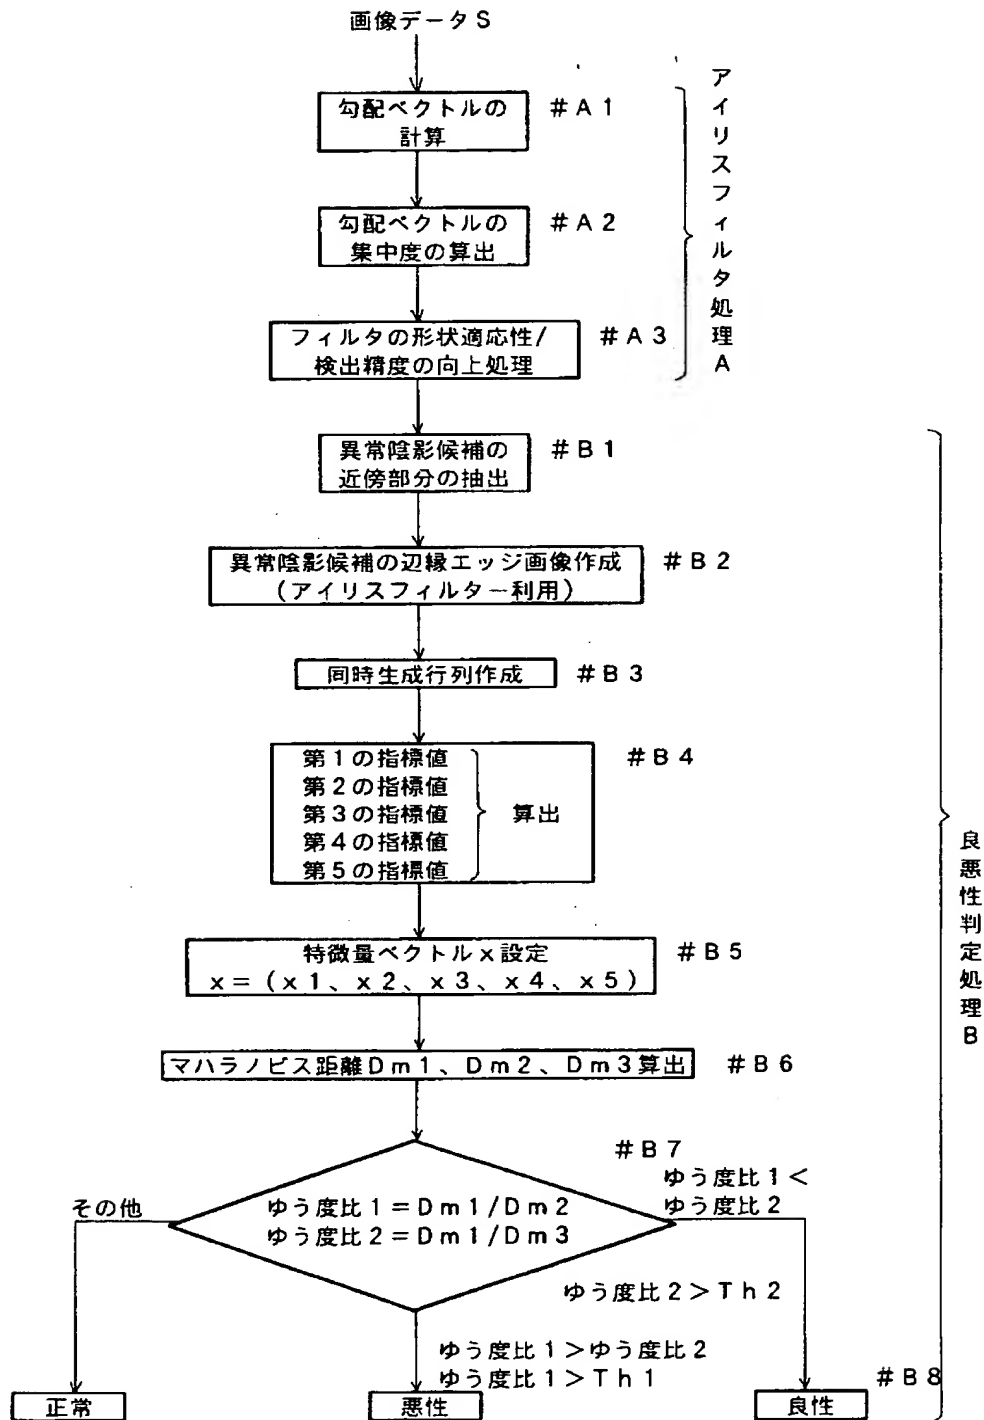 画像データS
勾配ベクトルの
計算
#A1
勾配ベクトルの
集中度の算出
#A2
フィルタの形状適応性/
検出精度の向上処理
#A3
アイリスフィルタ処理A
異常陰影候補の
近傍部分の抽出
#B1
異常陰影候補の辺縁エッジ画像作成
(アイリスフィルター利用)
#B2
同時生成行列作成
#B3
第1の指標値
第2の指標値
第3の指標値
第4の指標値
第5の指標値
算出
#B4
特徴量ベクトルx設定
x=(x1、x2、x3、x4、x5)
#B5
マハラノビス距離Dm1、Dm2、Dm3算出
#B6
#B7
ゆう度比1=Dm1/Dm2
ゆう度比2=Dm1/Dm3
その他
ゆう度比1<
ゆう度比2
ゆう度比2>Th2
ゆう度比1>ゆう度比2
ゆう度比1>Th1
#B8
正常
悪性
良性
良悪性判定処理B